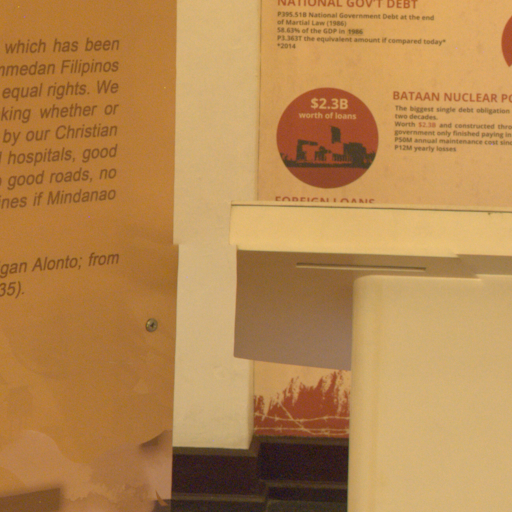 which has been
mmedan Filipinos
equal rights. We
king whether or
by our Christian
hospitals, good
good roads, no
ines if Mindanao
gan Alonto; from
35).
NATIONAL GOV'T DEBT
P395.51B National Government Debt at the end
of Martial Law (1986)
58.63% of the GDP in 1986
P3.363T the equivalent amount if compared today*
*2014
$2.3B
worth of loans
BATAAN NUCLEAR PO
The biggest single debt obligation
two decades.
Worth $2.3B and constructed thro
government only finished paying in
P50M annual maintenance cost sinc
P12M yearly losses
FOREIGN LOANS